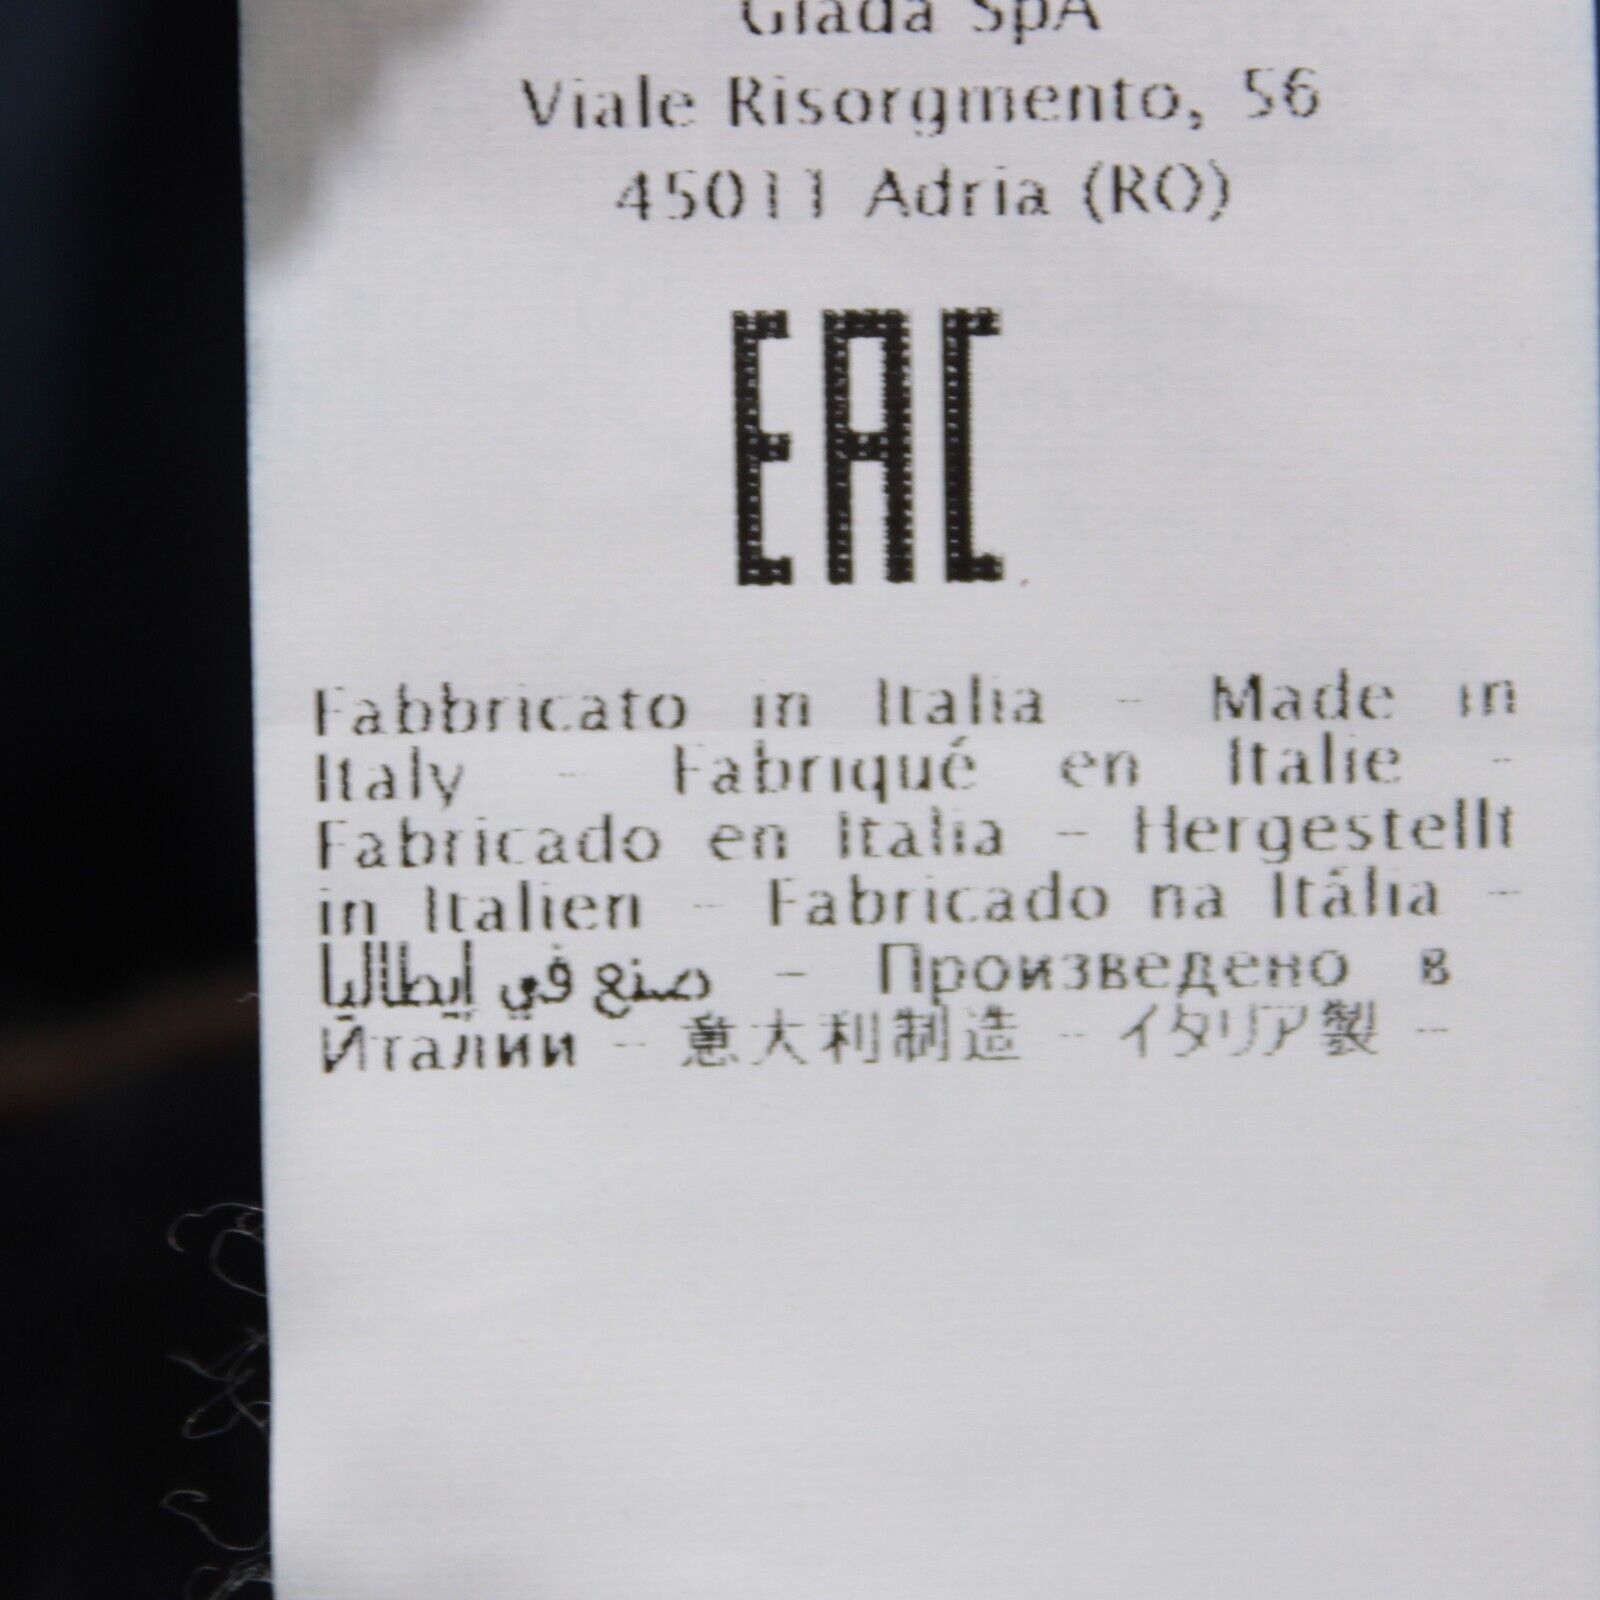 Giada SpA
Viale Risorgmento, 56
45011 Adria (RO)
EAC
Fabbricato in Italia - Made in
Italy - Fabriqué en Italie -
Fabricado en Italia - Hergestellt
in Italien - Fabricado na Itália -
صنع في إيطاليا - Произведено в
Италии - 意大利制造 - イタリア製 -